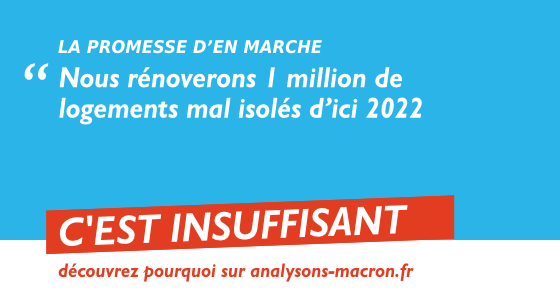 LA PROMESSE D’EN MARCHE
“ Nous rénoverons 1 million de
logements mal isolés d’ici 2022
C'EST INSUFFISANT
découvrez pourquoi sur analysons-macron.fr